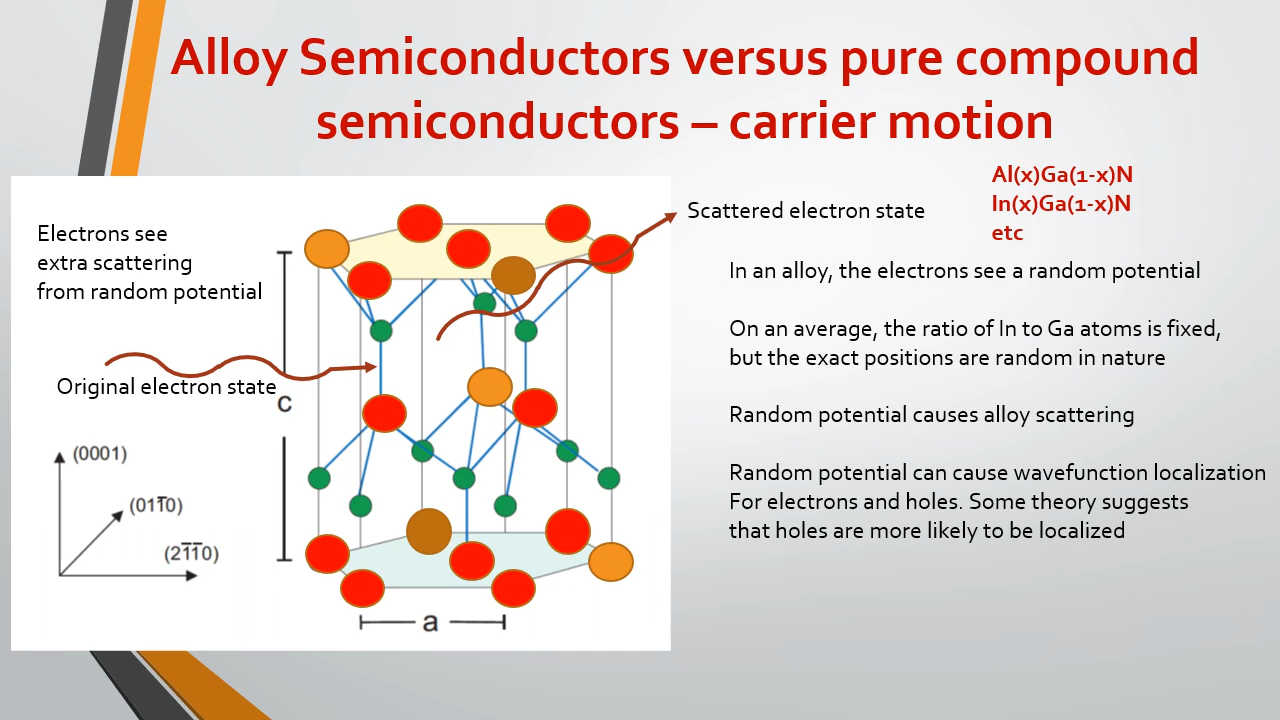 Alloy Semiconductors versus pure compound
semiconductors – carrier motion
Al(x)Ga(1-x)N
In(x)Ga(1-x)N
etc
Electrons see
extra scattering
from random potential
Scattered electron state
Original electron state
c
(0001)
(011̅0)
(21̅1̅0)
a
In an alloy, the electrons see a random potential
On an average, the ratio of In to Ga atoms is fixed,
but the exact positions are random in nature
Random potential causes alloy scattering
Random potential can cause wavefunction localization
For electrons and holes. Some theory suggests
that holes are more likely to be localized